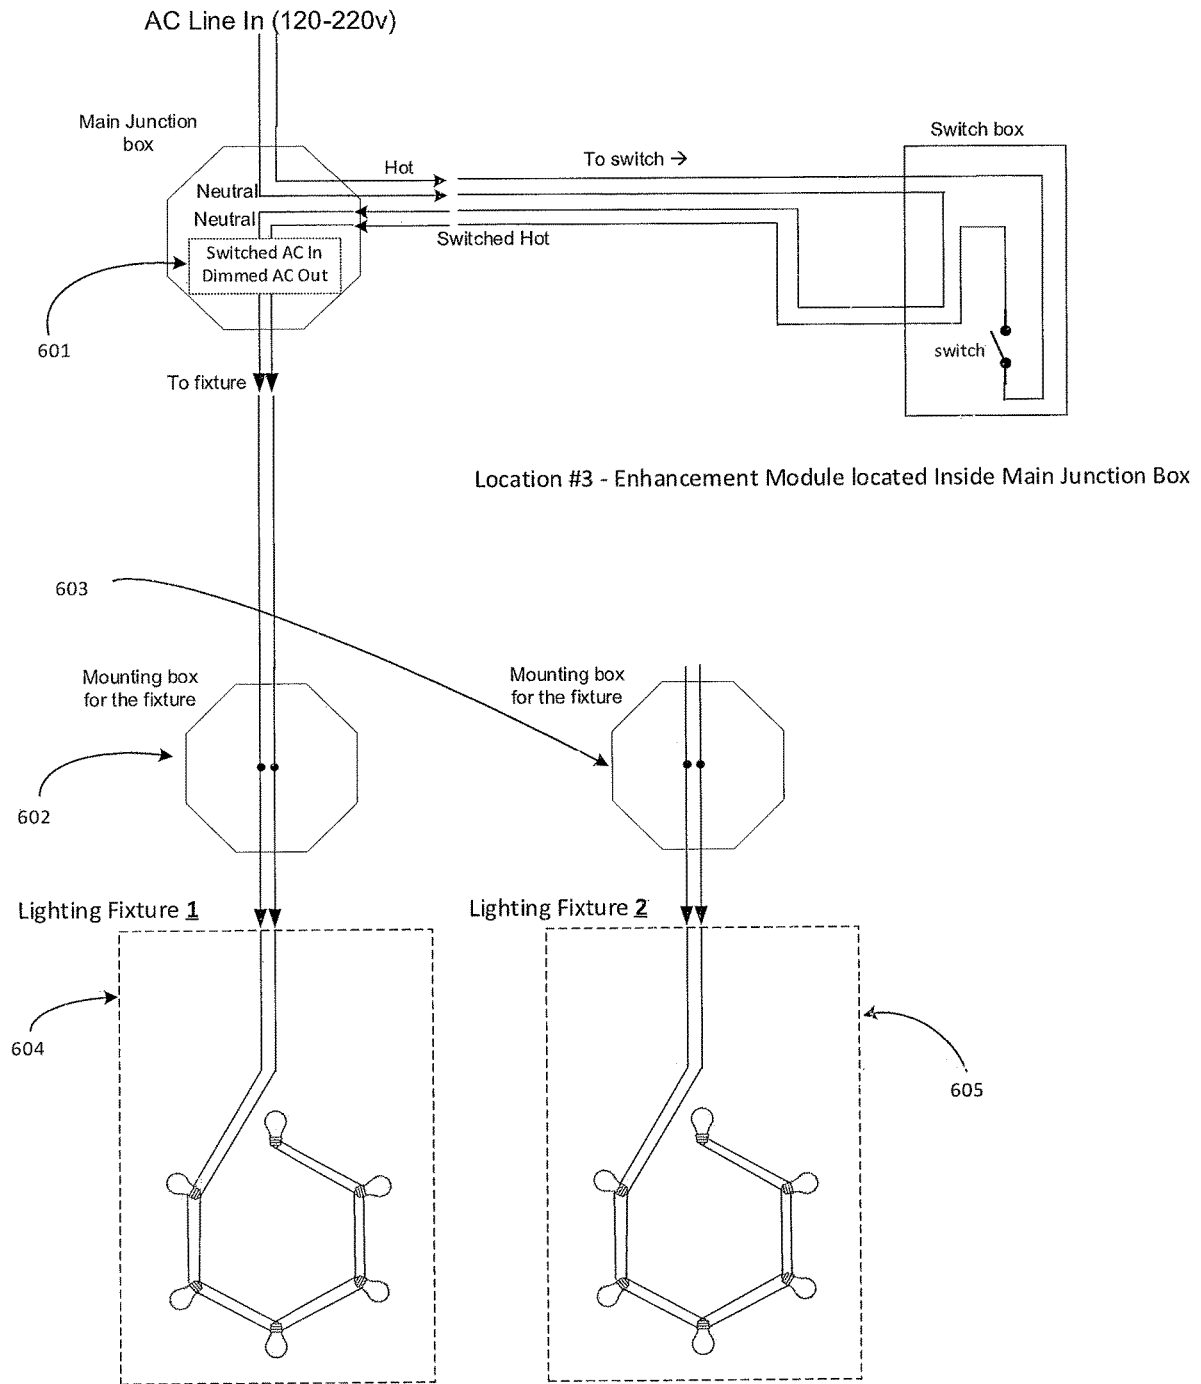 AC Line In (120-220v)
Main Junction
box
Switch box
Hot
To switch →
Neutral
Neutral
Switched Hot
Switched AC In
Dimmed AC Out
switch
601
To fixture
Location #3 - Enhancement Module located Inside Main Junction Box
603
Mounting box
for the fixture
Mounting box
for the fixture
602
Lighting Fixture 1
Lighting Fixture 2
604
605